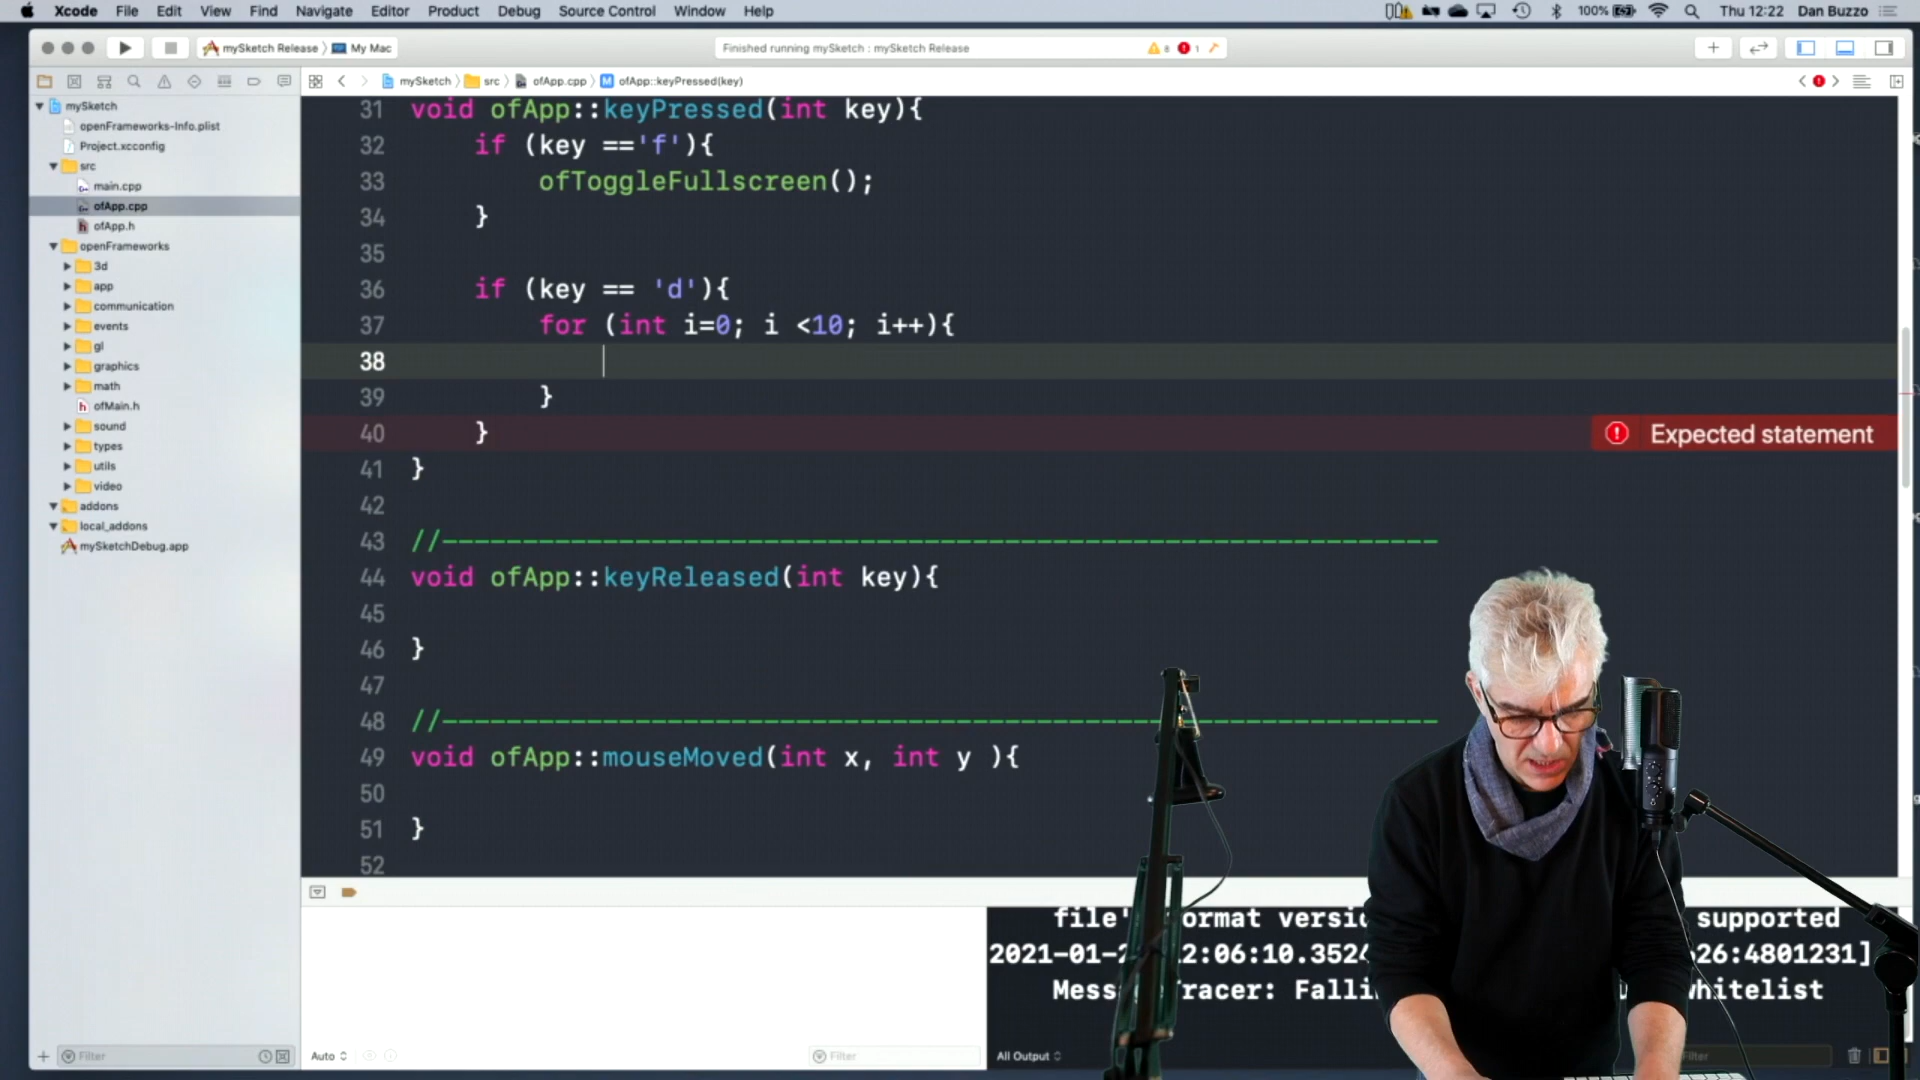 Xcode File Edit View Find Navigate Editor Product Debug Source Control Window Help
100% Thu 12:22 Dan Buzzo
mySketch Release My Mac
Finished running mySketch : mySketch Release
8 1
mySketch src ofApp.cpp M ofApp::keyPressed(key)
mySketch
openFrameworks-Info.plist
Project.xcconfig
src
main.cpp
ofApp.cpp
h ofApp.h
openFrameworks
3d
app
communication
events
gl
graphics
math
h ofMain.h
sound
types
utils
video
addons
local_addons
mySketchDebug.app
31 void ofApp::keyPressed(int key){
32 if (key =='f'){
33 ofToggleFullscreen();
34 }
35
36 if (key == 'd'){
37 for (int i=0; i <10; i++){
38
39 }
40 } Expected statement
41 }
42
43 //--------------------------------------------------------------
44 void ofApp::keyReleased(int key){
45
46 }
47
48 //--------------------------------------------------------------
49 void ofApp::mouseMoved(int x, int y ){
50
51 }
52
file' format supported
2021-01-2 2:06:10.3524 26:4801231]
Tracer: whitelist
Filter
Auto
Filter
All Output
Filter